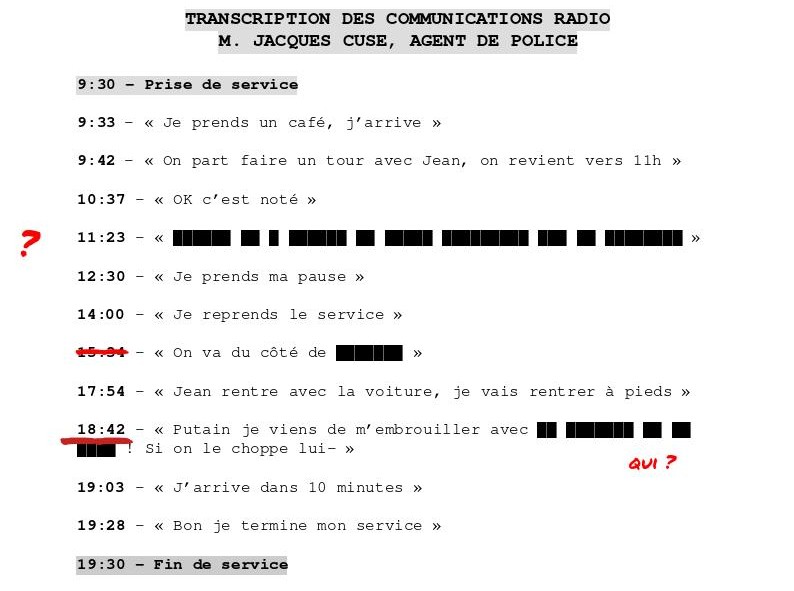 TRANSCRIPTION DES COMMUNICATIONS RADIO
M. JACQUES CUSE, AGENT DE POLICE
9:30 – Prise de service
9:33 – « Je prends un café, j’arrive »
9:42 – « On part faire un tour avec Jean, on revient vers 11h »
10:37 – « OK c’est noté »
?
11:23 – « ██████ ██ █ ██████ ██ █████ █████████ ███ ██ ████████ »
12:30 – « Je prends ma pause »
14:00 – « Je reprends le service »
15:34 – « On va du côté de ███████ »
17:54 – « Jean rentre avec la voiture, je vais rentrer à pieds »
18:42 – « Putain je viens de m’embrouiller avec ██ ███████ ██ ██
████ ! Si on le choppe lui– »
QUI ?
19:03 – « J’arrive dans 10 minutes »
19:28 – « Bon je termine mon service »
19:30 – Fin de service